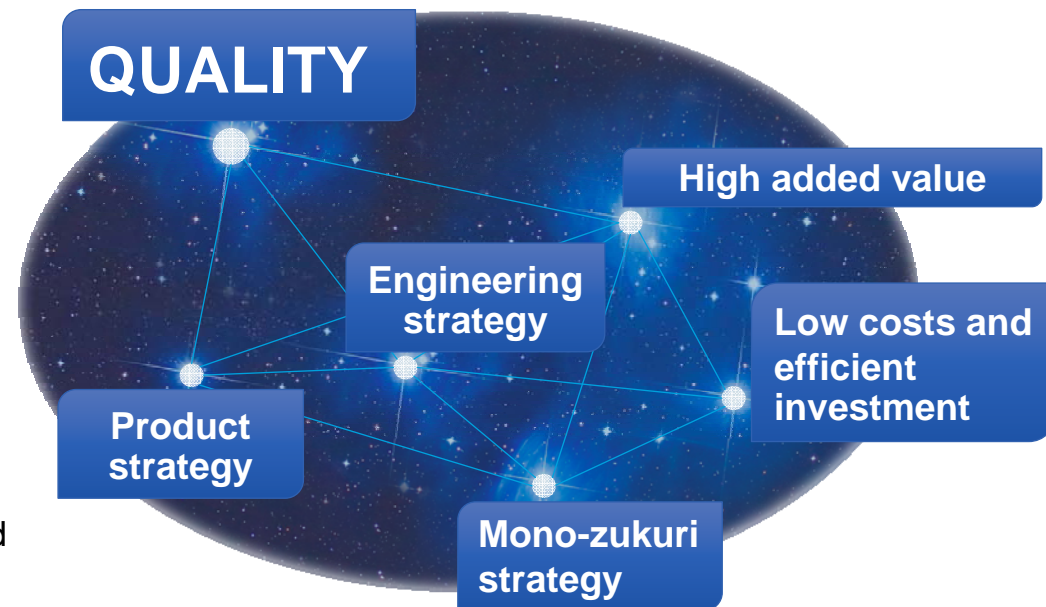 QUALITY
High added value
Engineering
strategy
Low costs and
efficient
investment
Product
strategy
d
Mono-zukuri
strategy